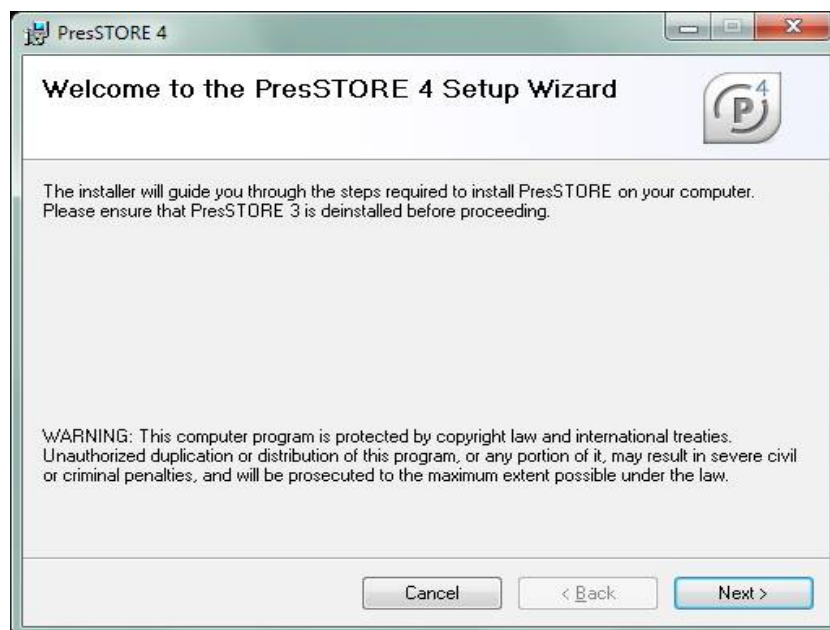 PresSTORE 4
Welcome to the PresSTORE 4 Setup Wizard
P4
The installer will guide you through the steps required to install PresSTORE on your computer.
Please ensure that PresSTORE 3 is deinstalled before proceeding.
WARNING: This computer program is protected by copyright law and international treaties.
Unauthorized duplication or distribution of this program, or any portion of it, may result in severe civil
or criminal penalties, and will be prosecuted to the maximum extent possible under the law.
Cancel
< Back
Next >